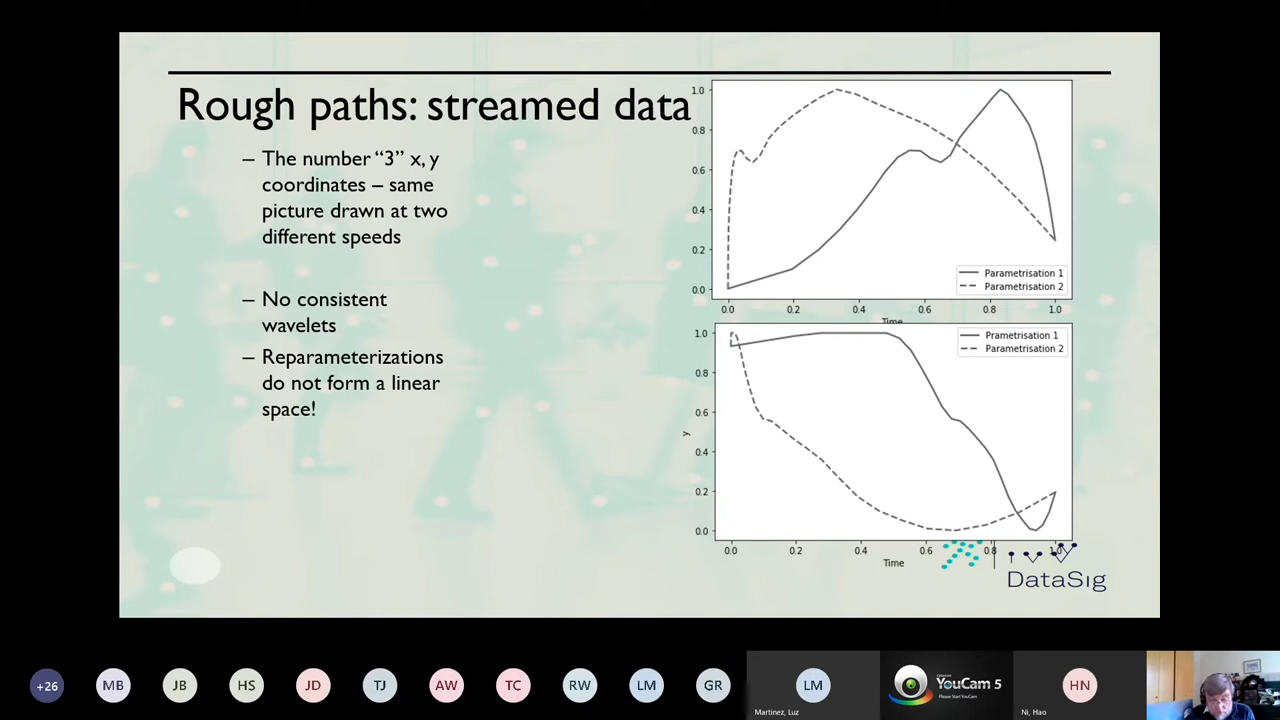 Rough paths: streamed data
– The number “3” x, y
coordinates – same
picture drawn at two
different speeds
– No consistent
wavelets
– Reparameterizations
do not form a linear
space!
1.0
0.8
0.6
0.4
0.2
0.0
0.0 0.2 0.4 0.6 0.8 1.0
Time
Parametrisation 1
Parametrisation 2
1.0
0.8
0.6
0.4
0.2
0.0
y
0.0 0.2 0.4 0.6 0.8 1.0
Time
Prametrisation 1
Parametrisation 2
DataSıg
+26 MB JB HS JD TJ AW TC RW LM GR LM YouCam 5 HN
Please Start YouCam
Martinez, Luz
Ni, Hao